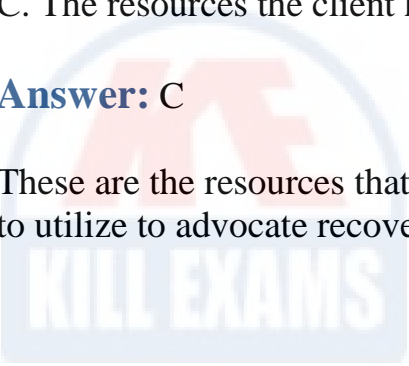 C. The resources the client
Answer: C
These are the resources that
to utilize to advocate recove
KILL EXAMS